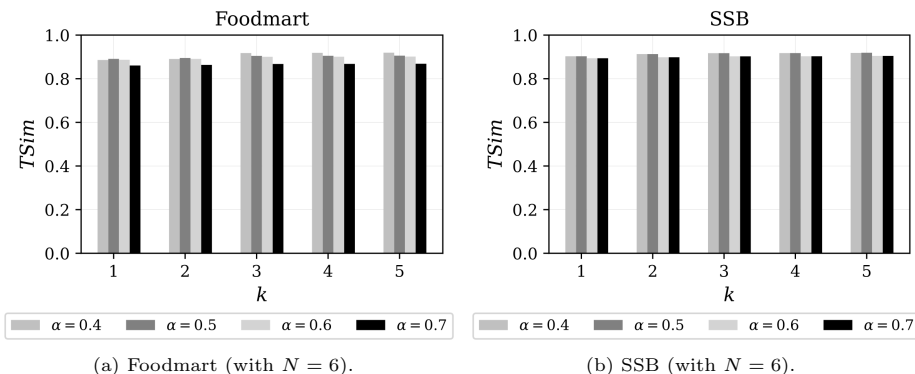 Foodmart
1.0
0.8
0.6
0.4
0.2
0.0
TSim
1 2 3 4 5
k
α = 0.4 α = 0.5 α = 0.6 α = 0.7
(a) Foodmart (with N = 6).
SSB
1.0
0.8
0.6
0.4
0.2
0.0
TSim
1 2 3 4 5
k
α = 0.4 α = 0.5 α = 0.6 α = 0.7
(b) SSB (with N = 6).